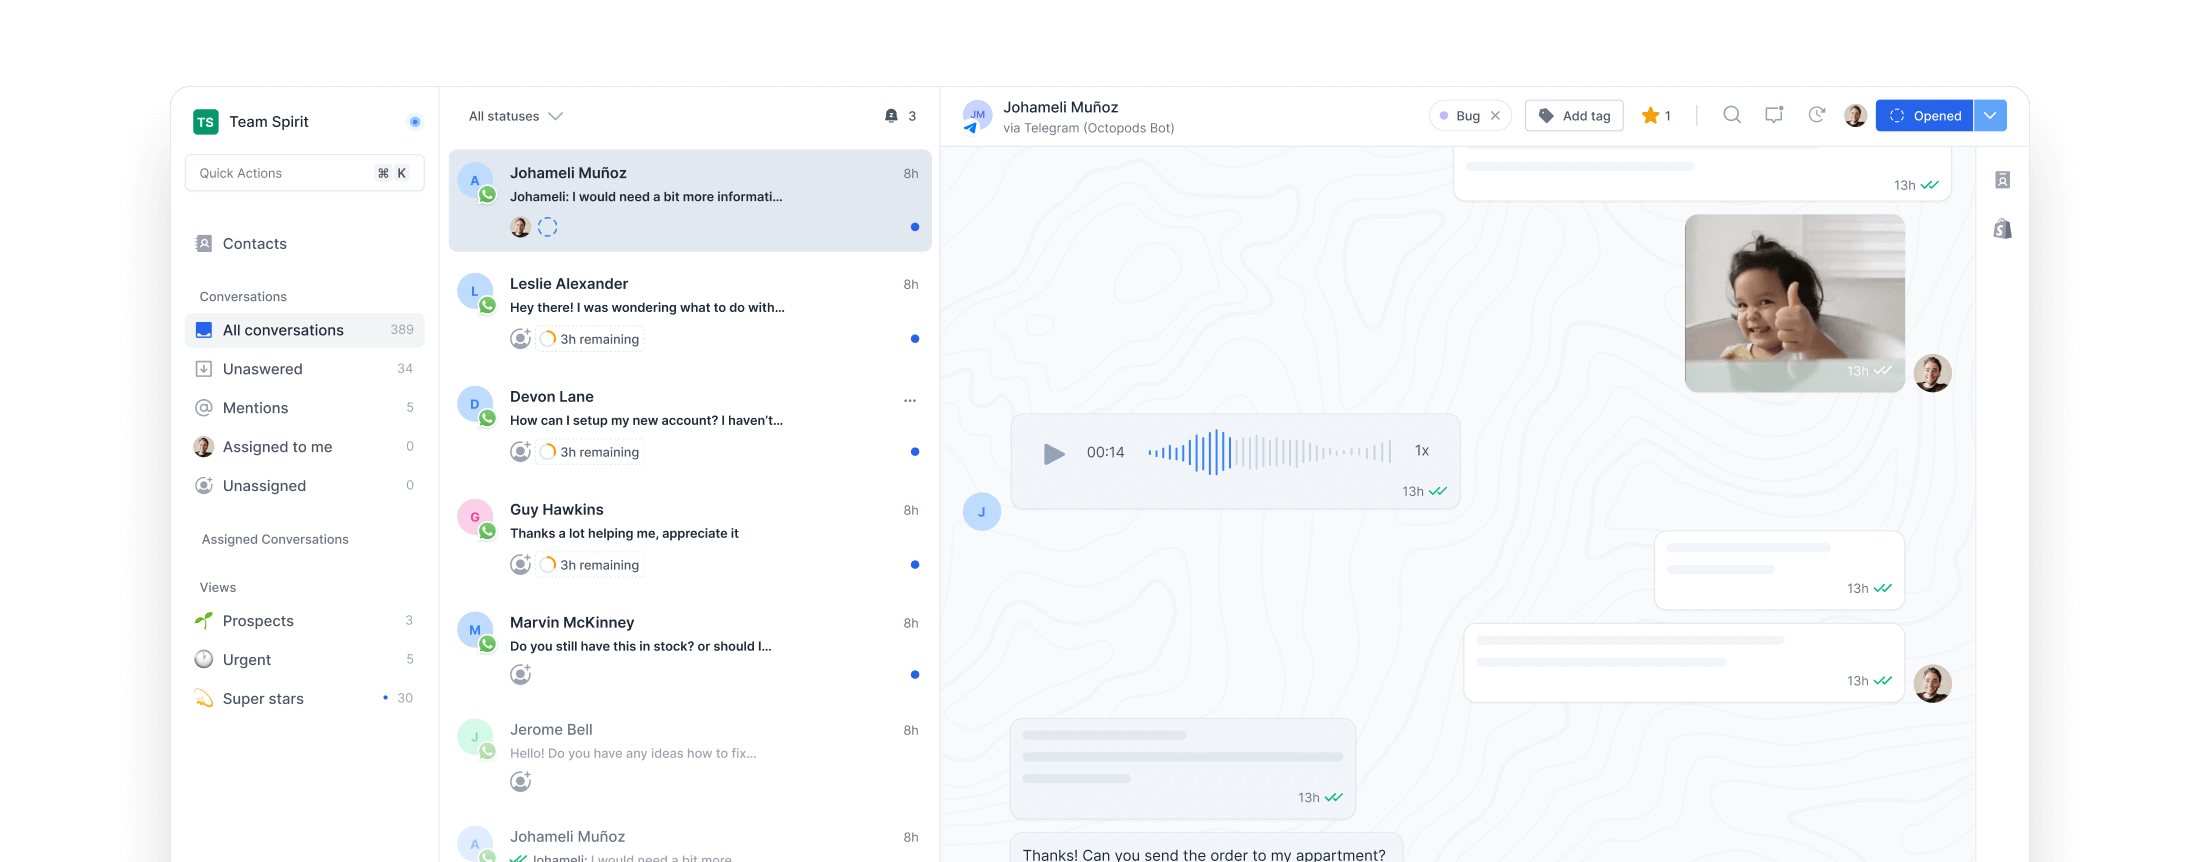 TS Team Spirit
Quick Actions ⌘ K
Contacts
Conversations
All conversations 389
Unaswered 34
Mentions 5
Assigned to me 0
Unassigned 0
Assigned Conversations
Views
Prospects 3
Urgent 5
Super stars 30
All statuses 3
A Johameli Muñoz 8h
Johameli: I would need a bit more informati...
L Leslie Alexander 8h
Hey there! I was wondering what to do with...
3h remaining
D Devon Lane ...
How can I setup my new account? I haven't...
3h remaining
G Guy Hawkins 8h
Thanks a lot helping me, appreciate it
3h remaining
M Marvin McKinney 8h
Do you still have this in stock? or should I...
J Jerome Bell 8h
Hello! Do you have any ideas how to fix...
A Johameli Muñoz 8h
Johameli: I would need a bit more
JM Johameli Muñoz
via Telegram (Octopods Bot)
Bug
Add tag
1
Opened
13h
13h
00:14 1x
13h
J
13h
13h
13h
Thanks! Can you send the order to my appartment?